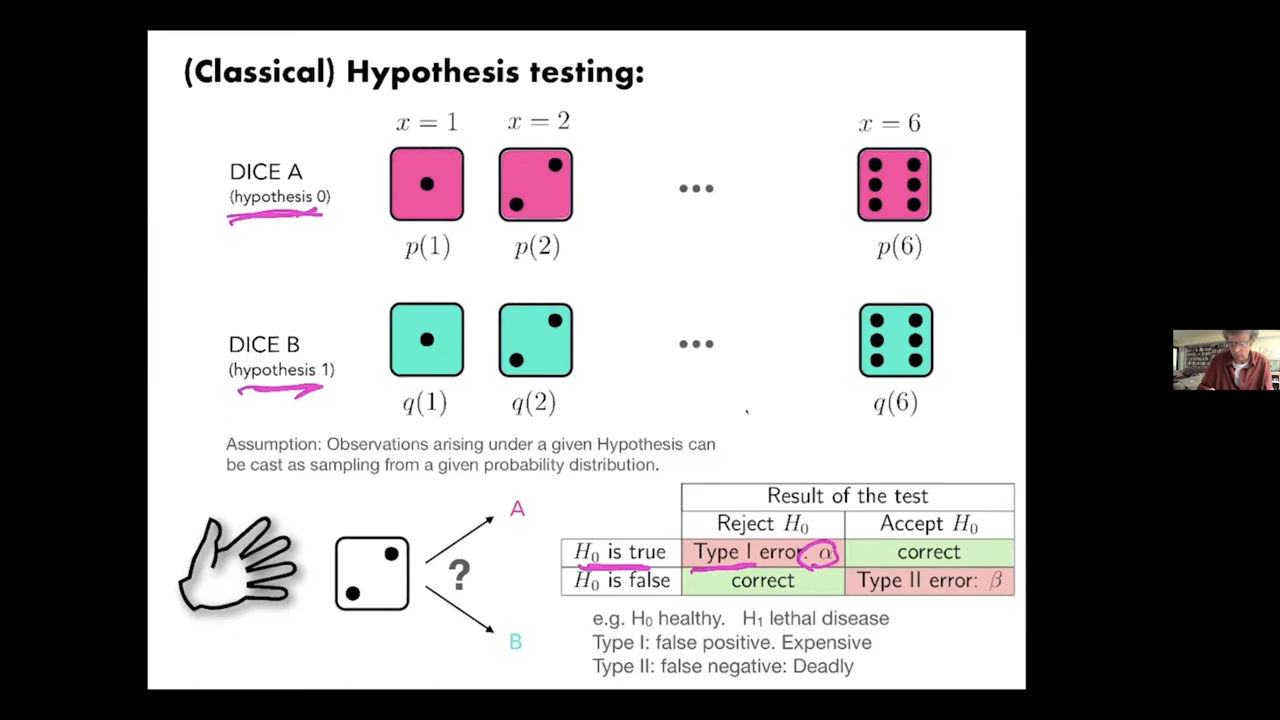 (Classical) Hypothesis testing:
x = 1 x = 2 x = 6
DICE A
(hypothesis 0)
•••
p(1) p(2) p(6)
DICE B
(hypothesis 1)
•••
q(1) q(2) q(6)
Assumption: Observations arising under a given Hypothesis can
be cast as sampling from a given probability distribution.
A
?
B
Result of the test
Reject H₀ Accept H₀
H₀ is true Type I error: α correct
H₀ is false correct Type II error: β
e.g. H₀ healthy. H₁ lethal disease
Type I: false positive. Expensive
Type II: false negative: Deadly